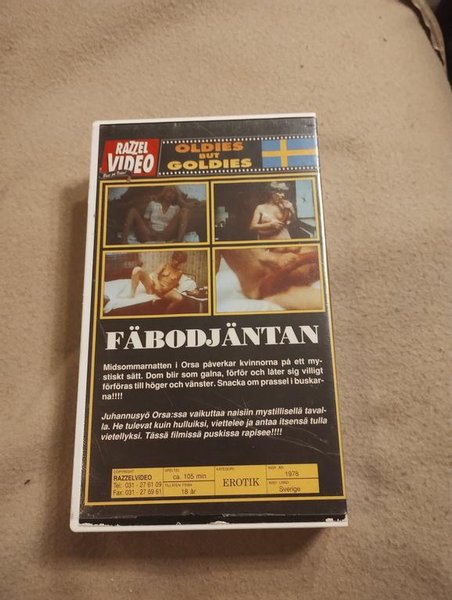 RAZZEL
VIDEO
OLDIES
BUT
GOLDIES
FÄBODJÄNTAN
Midsommarnatten i Orsa påverkar kvinnorna på ett my-
stiskt sätt. Dom blir som galna, förför och låter sig villigt
förföras till höger och vänster. Snacka om prassel i buskar-
na!!!!
Juhannusyö Orsa:ssa vaikuttaa naisiin mystillisellä taval-
la. He tulevat kuin hulluiksi, viettelee ja antaa itsensä tulla
vietellyksi. Tässä filmissä puskissa rapisee!!!!
COPYRIGHT
RAZZELVIDEO
Tel: 031 - 27 61 09
Fax: 031 - 27 69 61
SPELTID
ca. 105 min
18 år
KATEGORI
EROTIK
1978
Sverige